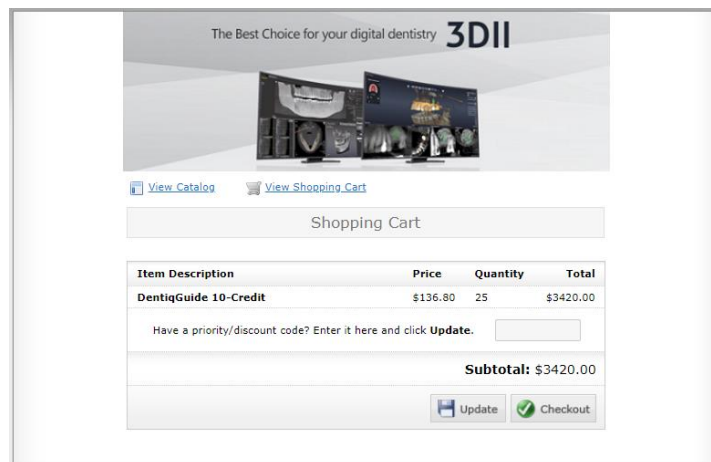 The Best Choice for your digital dentistry 3DII
View Catalog View Shopping Cart
Shopping Cart
Item Description Price Quantity Total
DentiqGuide 10-Credit $136.80 25 $3420.00
Have a priority/discount code? Enter it here and click Update.
Subtotal: $3420.00
Update Checkout